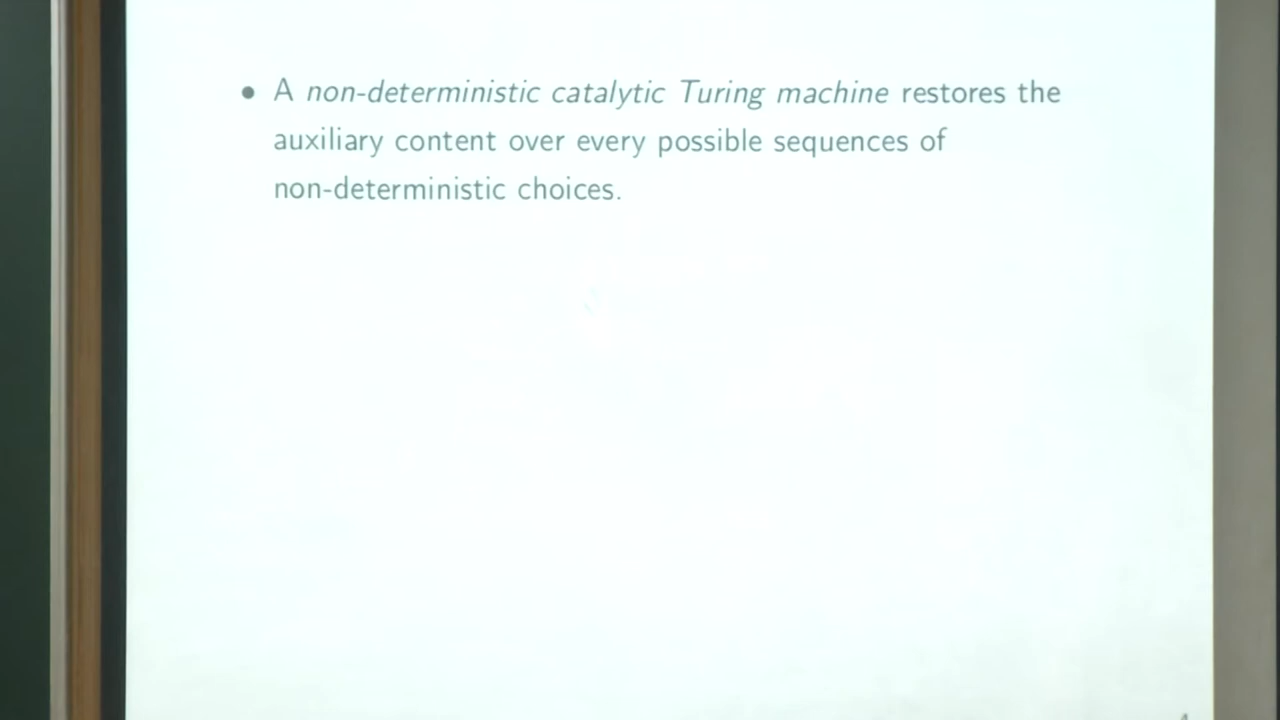 • A non-deterministic catalytic Turing machine restores the
auxiliary content over every possible sequences of
non-deterministic choices.